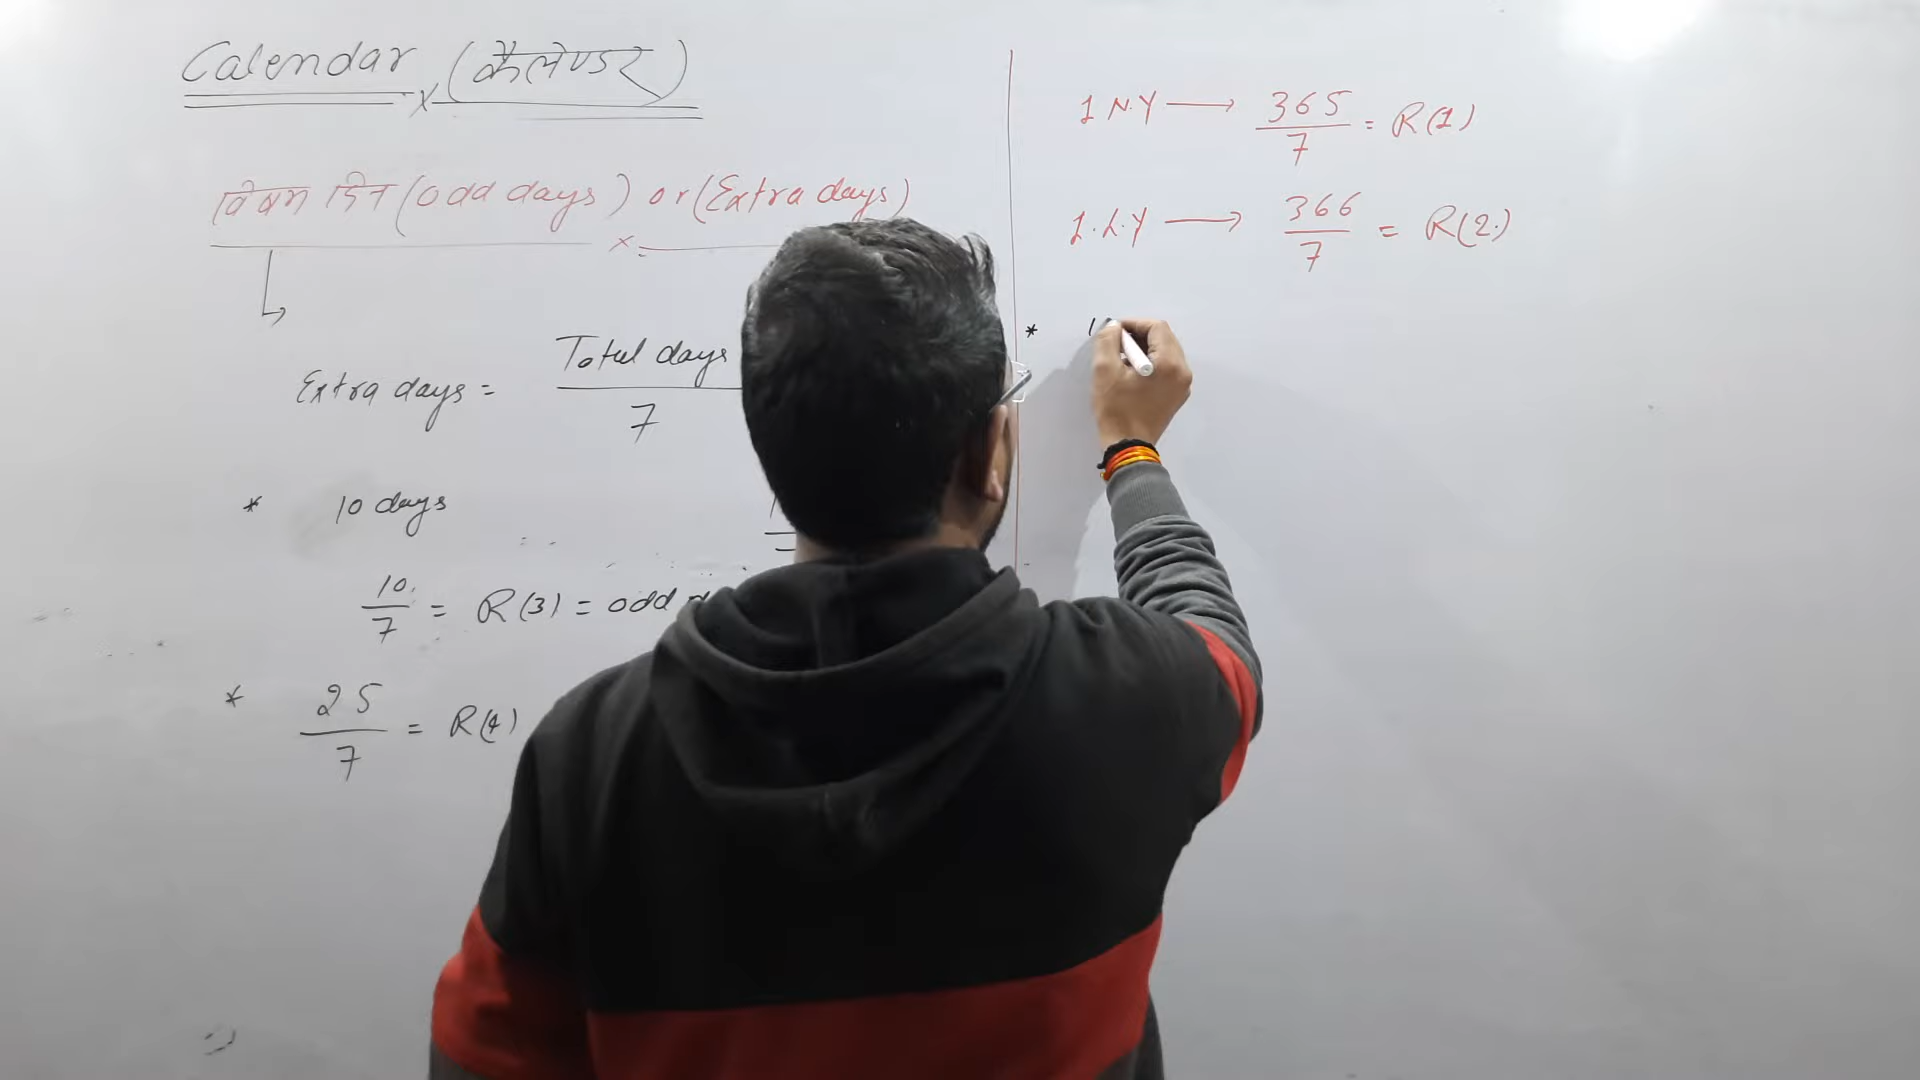 Calendar (कैलेण्डर)
विषम दिन (odd days) or (Extra days)
Extra days = Total days / 7
* 10 days
10 / 7 = R(3) = odd
* 25 / 7 = R(4)
1 N.Y → 365 / 7 = R(1)
1.L.Y → 366 / 7 = R(2)
*